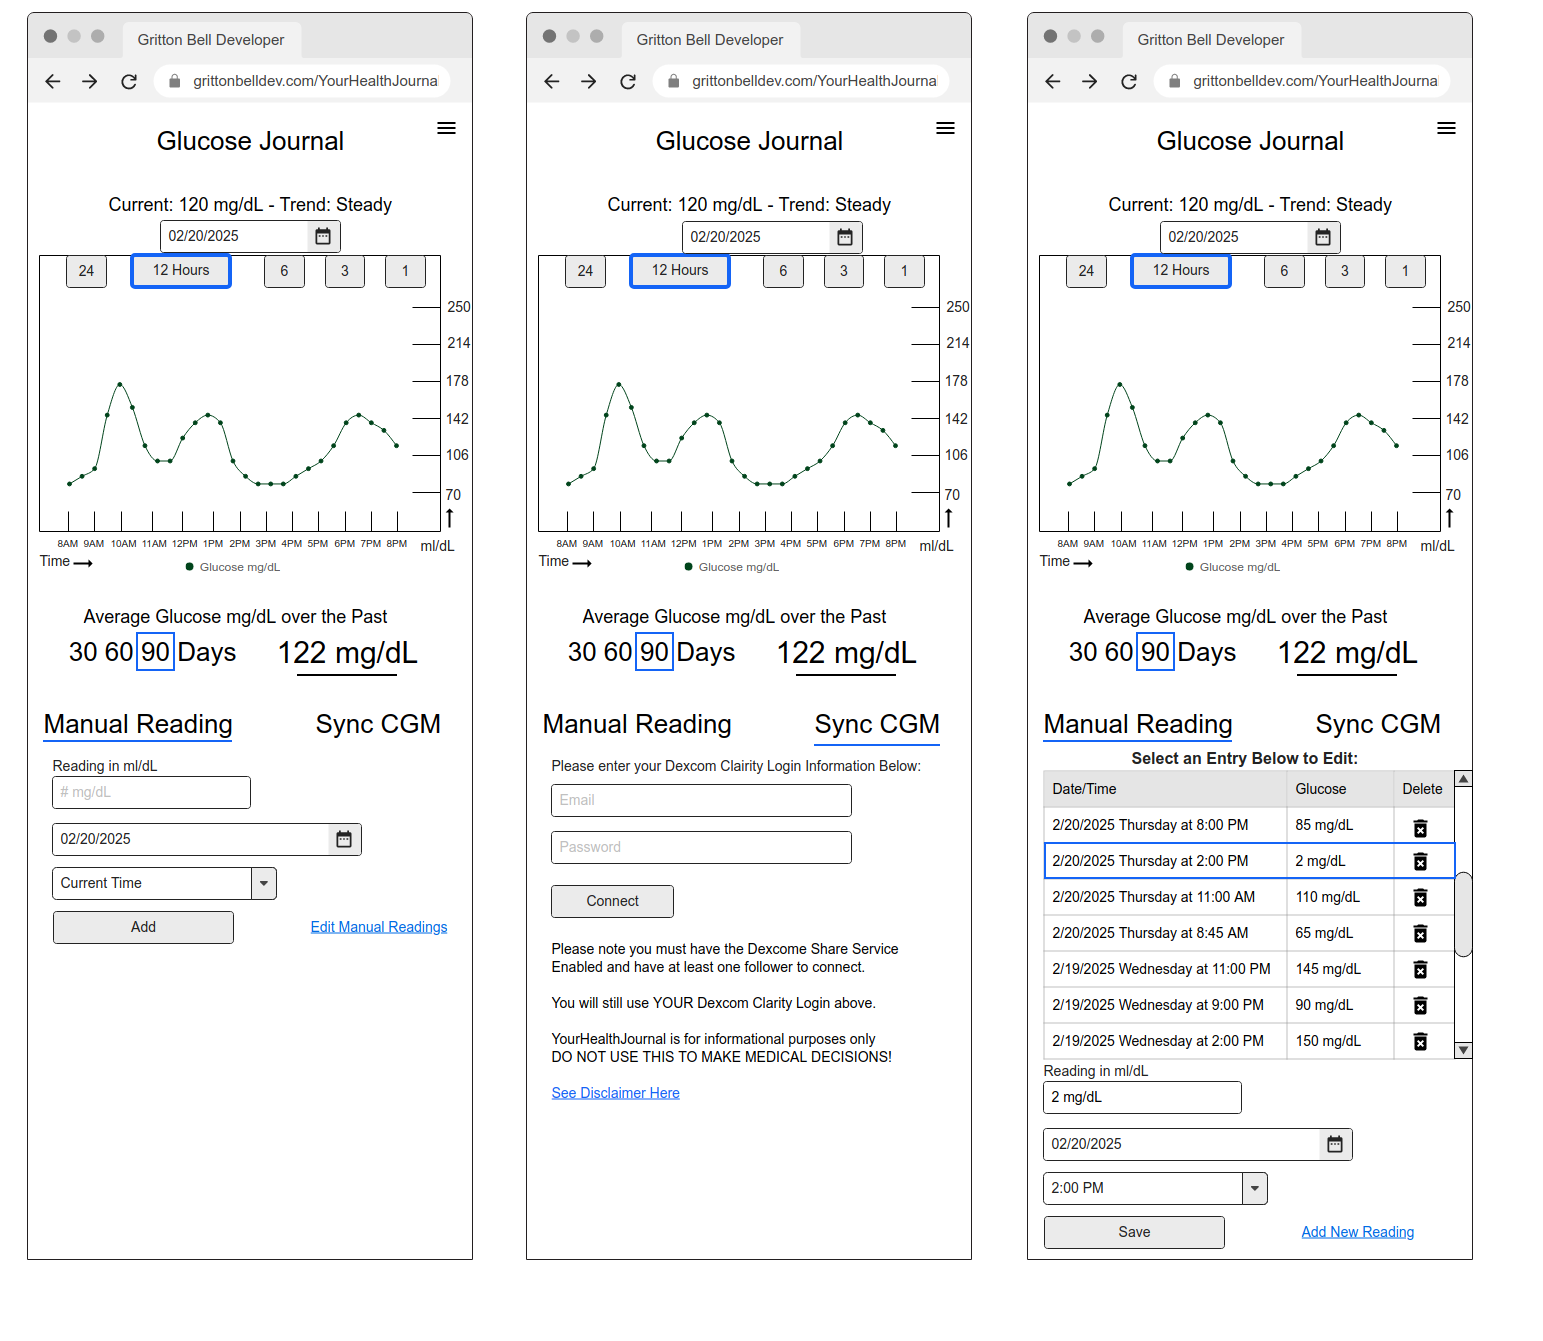 Gritton Bell Developer
grittonbelldev.com/YourHealthJourna
Glucose Journal
Current: 120 mg/dL - Trend: Steady
02/20/2025
24 12 Hours 6 3 1
250
214
178
142
106
70
8AM 9AM 10AM 11AM 12PM 1PM 2PM 3PM 4PM 5PM 6PM 7PM 8PM ml/dL
Time
Glucose mg/dL
Average Glucose mg/dL over the Past
30 60 90 Days 122 mg/dL
Manual Reading Sync CGM
Reading in ml/dL
# mg/dL
02/20/2025
Current Time
Add Edit Manual Readings
Gritton Bell Developer
grittonbelldev.com/YourHealthJourna
Glucose Journal
Current: 120 mg/dL - Trend: Steady
02/20/2025
24 12 Hours 6 3 1
250
214
178
142
106
70
8AM 9AM 10AM 11AM 12PM 1PM 2PM 3PM 4PM 5PM 6PM 7PM 8PM ml/dL
Time
Glucose mg/dL
Average Glucose mg/dL over the Past
30 60 90 Days 122 mg/dL
Manual Reading Sync CGM
Please enter your Dexcom Clairity Login Information Below:
Email
Password
Connect
Please note you must have the Dexcome Share Service
Enabled and have at least one follower to connect.
You will still use YOUR Dexcom Clarity Login above.
YourHealthJournal is for informational purposes only
DO NOT USE THIS TO MAKE MEDICAL DECISIONS!
See Disclaimer Here
Gritton Bell Developer
grittonbelldev.com/YourHealthJourna
Glucose Journal
Current: 120 mg/dL - Trend: Steady
02/20/2025
24 12 Hours 6 3 1
250
214
178
142
106
70
8AM 9AM 10AM 11AM 12PM 1PM 2PM 3PM 4PM 5PM 6PM 7PM 8PM ml/dL
Time
Glucose mg/dL
Average Glucose mg/dL over the Past
30 60 90 Days 122 mg/dL
Manual Reading Sync CGM
Select an Entry Below to Edit:
Date/Time Glucose Delete
2/20/2025 Thursday at 8:00 PM 85 mg/dL
2/20/2025 Thursday at 2:00 PM 2 mg/dL
2/20/2025 Thursday at 11:00 AM 110 mg/dL
2/20/2025 Thursday at 8:45 AM 65 mg/dL
2/19/2025 Wednesday at 11:00 PM 145 mg/dL
2/19/2025 Wednesday at 9:00 PM 90 mg/dL
2/19/2025 Wednesday at 2:00 PM 150 mg/dL
Reading in ml/dL
2 mg/dL
02/20/2025
2:00 PM
Save Add New Reading